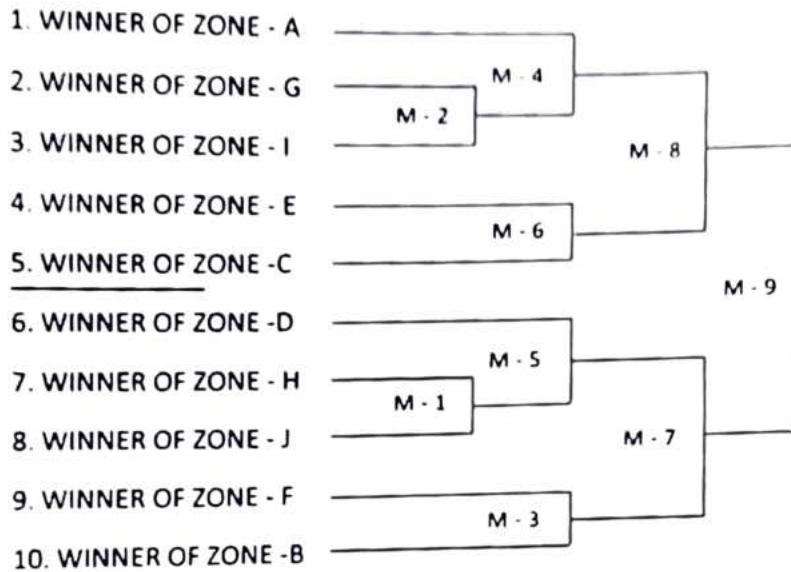 1. WINNER OF ZONE - A
M - 4
2. WINNER OF ZONE - G
M - 2
3. WINNER OF ZONE - I
M - 8
4. WINNER OF ZONE - E
M - 6
5. WINNER OF ZONE -C
M - 9
6. WINNER OF ZONE -D
M - 5
7. WINNER OF ZONE - H
M - 1
8. WINNER OF ZONE - J
M - 7
9. WINNER OF ZONE - F
M - 3
10. WINNER OF ZONE -B